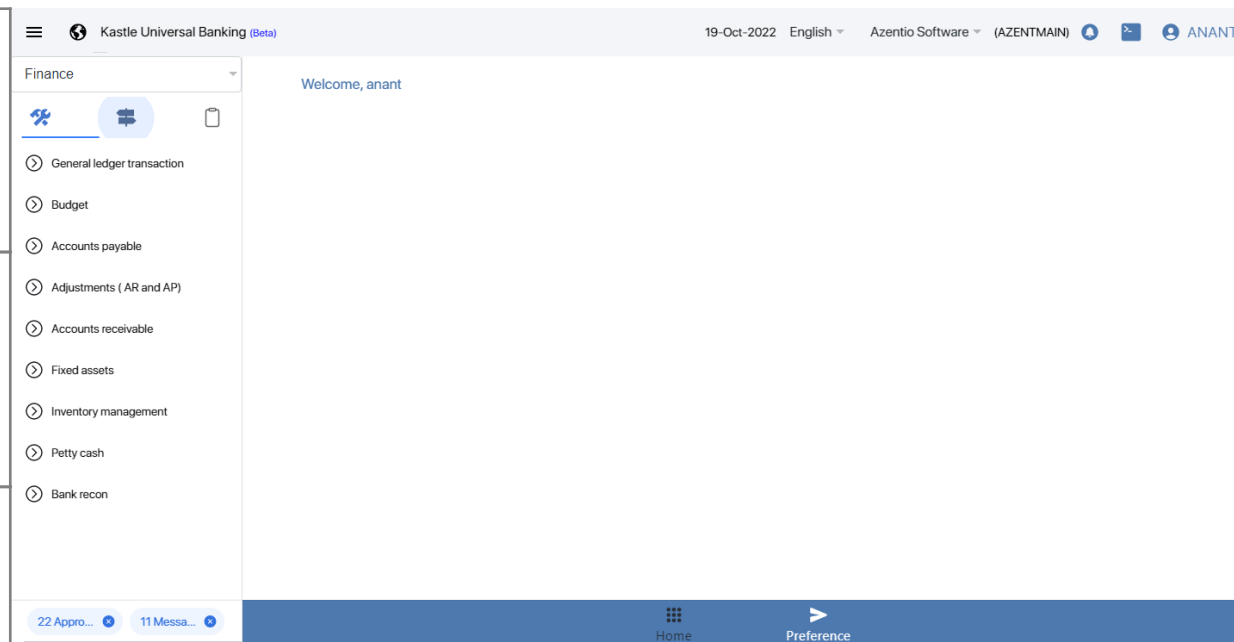 Kastle Universal Banking (Beta) 19-Oct-2022 English Azentio Software (AZENTMAIN) ANANT
Finance
Welcome, anant
General ledger transaction
Budget
Accounts payable
Adjustments ( AR and AP)
Accounts receivable
Fixed assets
Inventory management
Petty cash
Bank recon
22 Appro... 11 Messa...
Home Preference